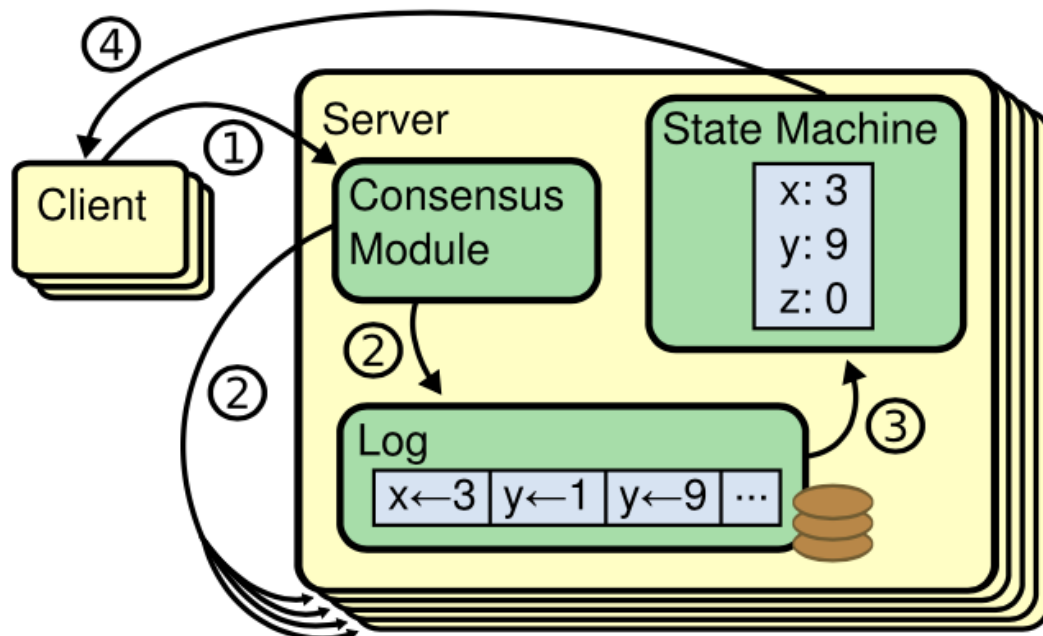 ④
①
Server
State Machine
Client
Consensus
Module
x: 3
y: 9
z: 0
②
②
③
Log
x←3 y←1 y←9 ...